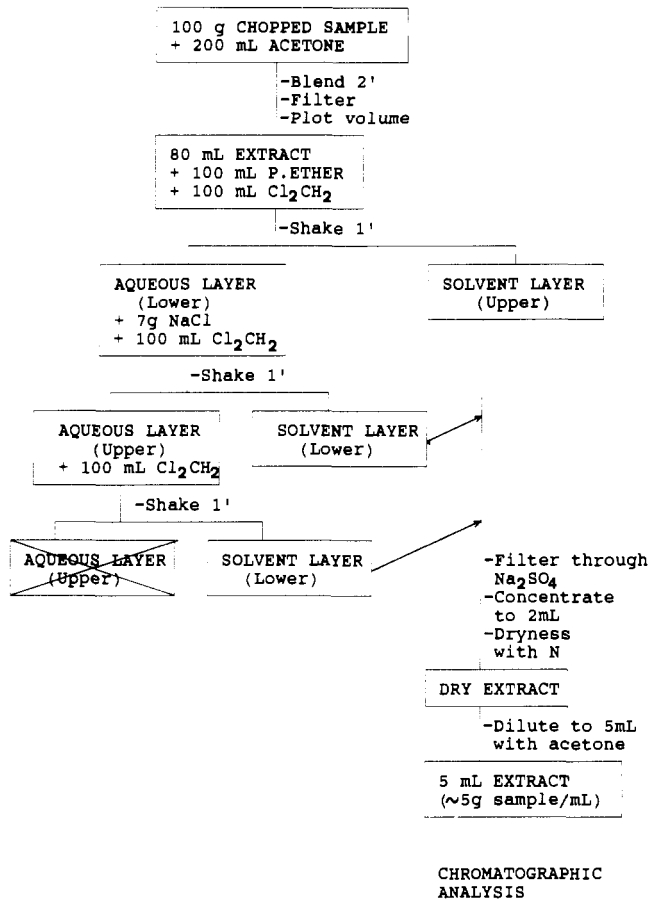 100 g CHOPPED SAMPLE
+ 200 mL ACETONE
-Blend 2'
-Filter
-Plot volume
80 mL EXTRACT
+ 100 mL P.ETHER
+ 100 mL Cl₂CH₂
-Shake 1'
AQUEOUS LAYER
(Lower)
+ 7g NaCl
+ 100 mL Cl₂CH₂
SOLVENT LAYER
(Upper)
-Shake 1'
AQUEOUS LAYER
(Upper)
+ 100 mL Cl₂CH₂
SOLVENT LAYER
(Lower)
-Shake 1'
AQUEOUS LAYER
(Upper)
SOLVENT LAYER
(Lower)
-Filter through
Na₂SO₄
-Concentrate
to 2mL
-Dryness
with N
DRY EXTRACT
-Dilute to 5mL
with acetone
5 mL EXTRACT
(~5g sample/mL)
CHROMATOGRAPHIC
ANALYSIS